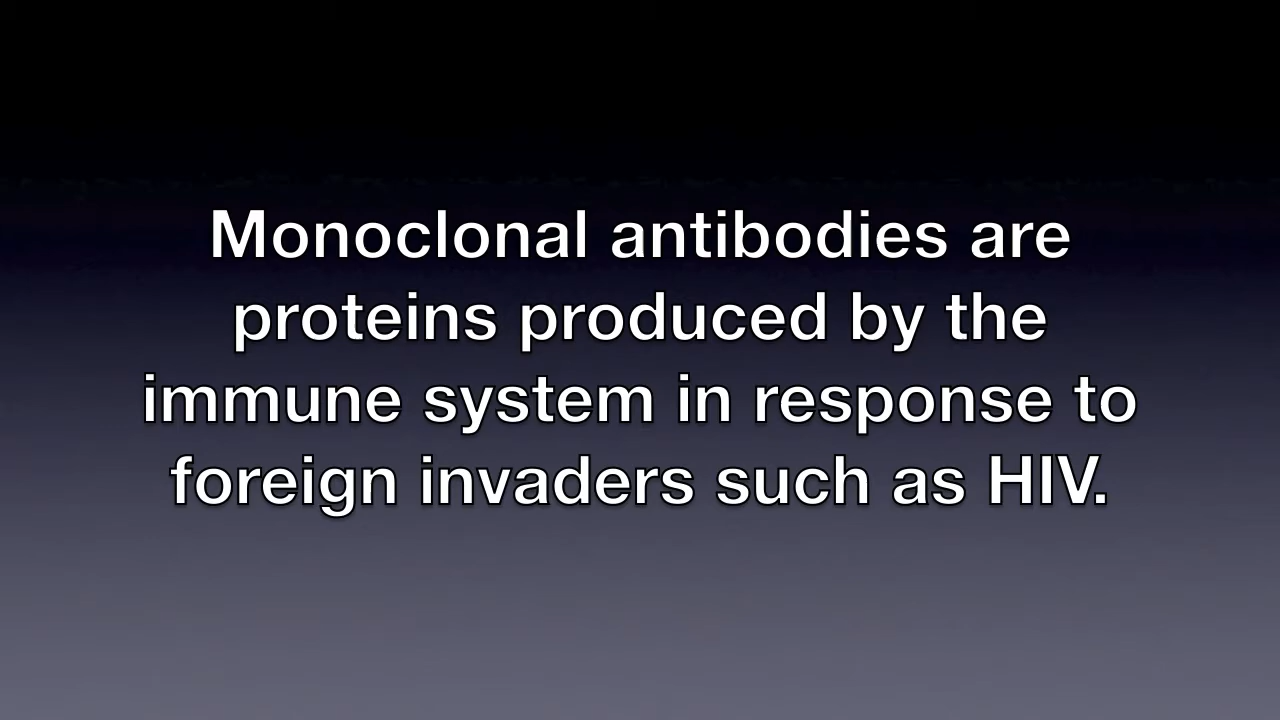 Monoclonal antibodies are
proteins produced by the
immune system in response to
foreign invaders such as HIV.